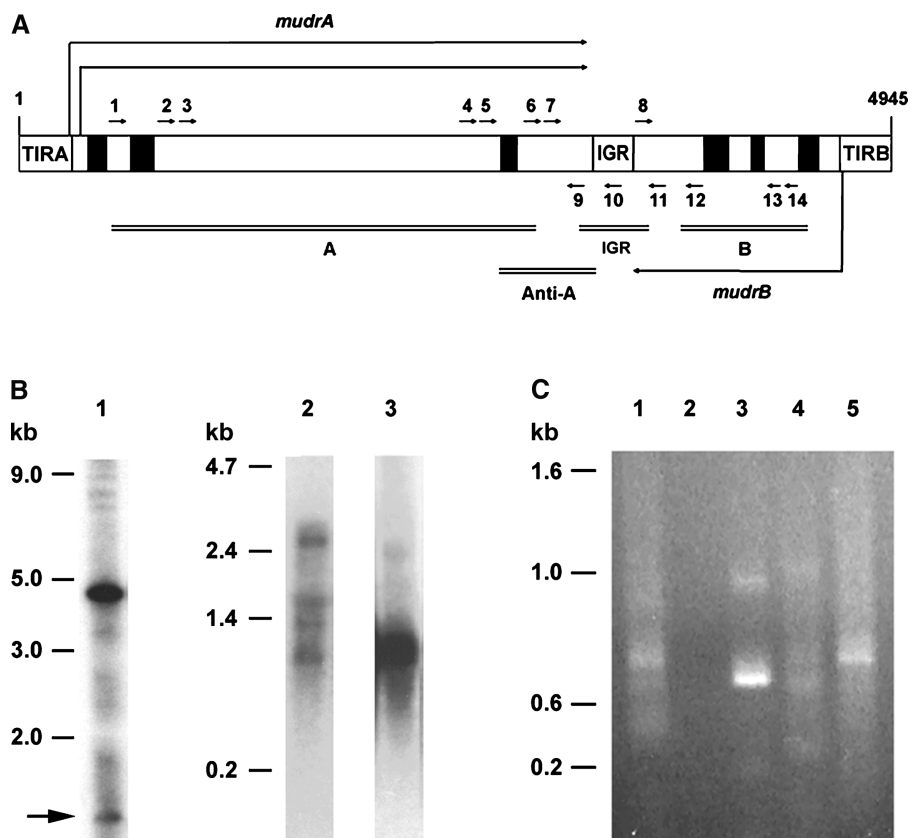 A
mudrA
1 4945
1 2 3 4 5 6 7 8
TIRA IGR TIRB
9 10 11 12 13 14
A IGR B
Anti-A mudrB
B C
1 2 3 1 2 3 4 5
kb kb kb
9.0
5.0
3.0
2.0
4.7
2.4
1.4
0.2
1.6
1.0
0.6
0.2